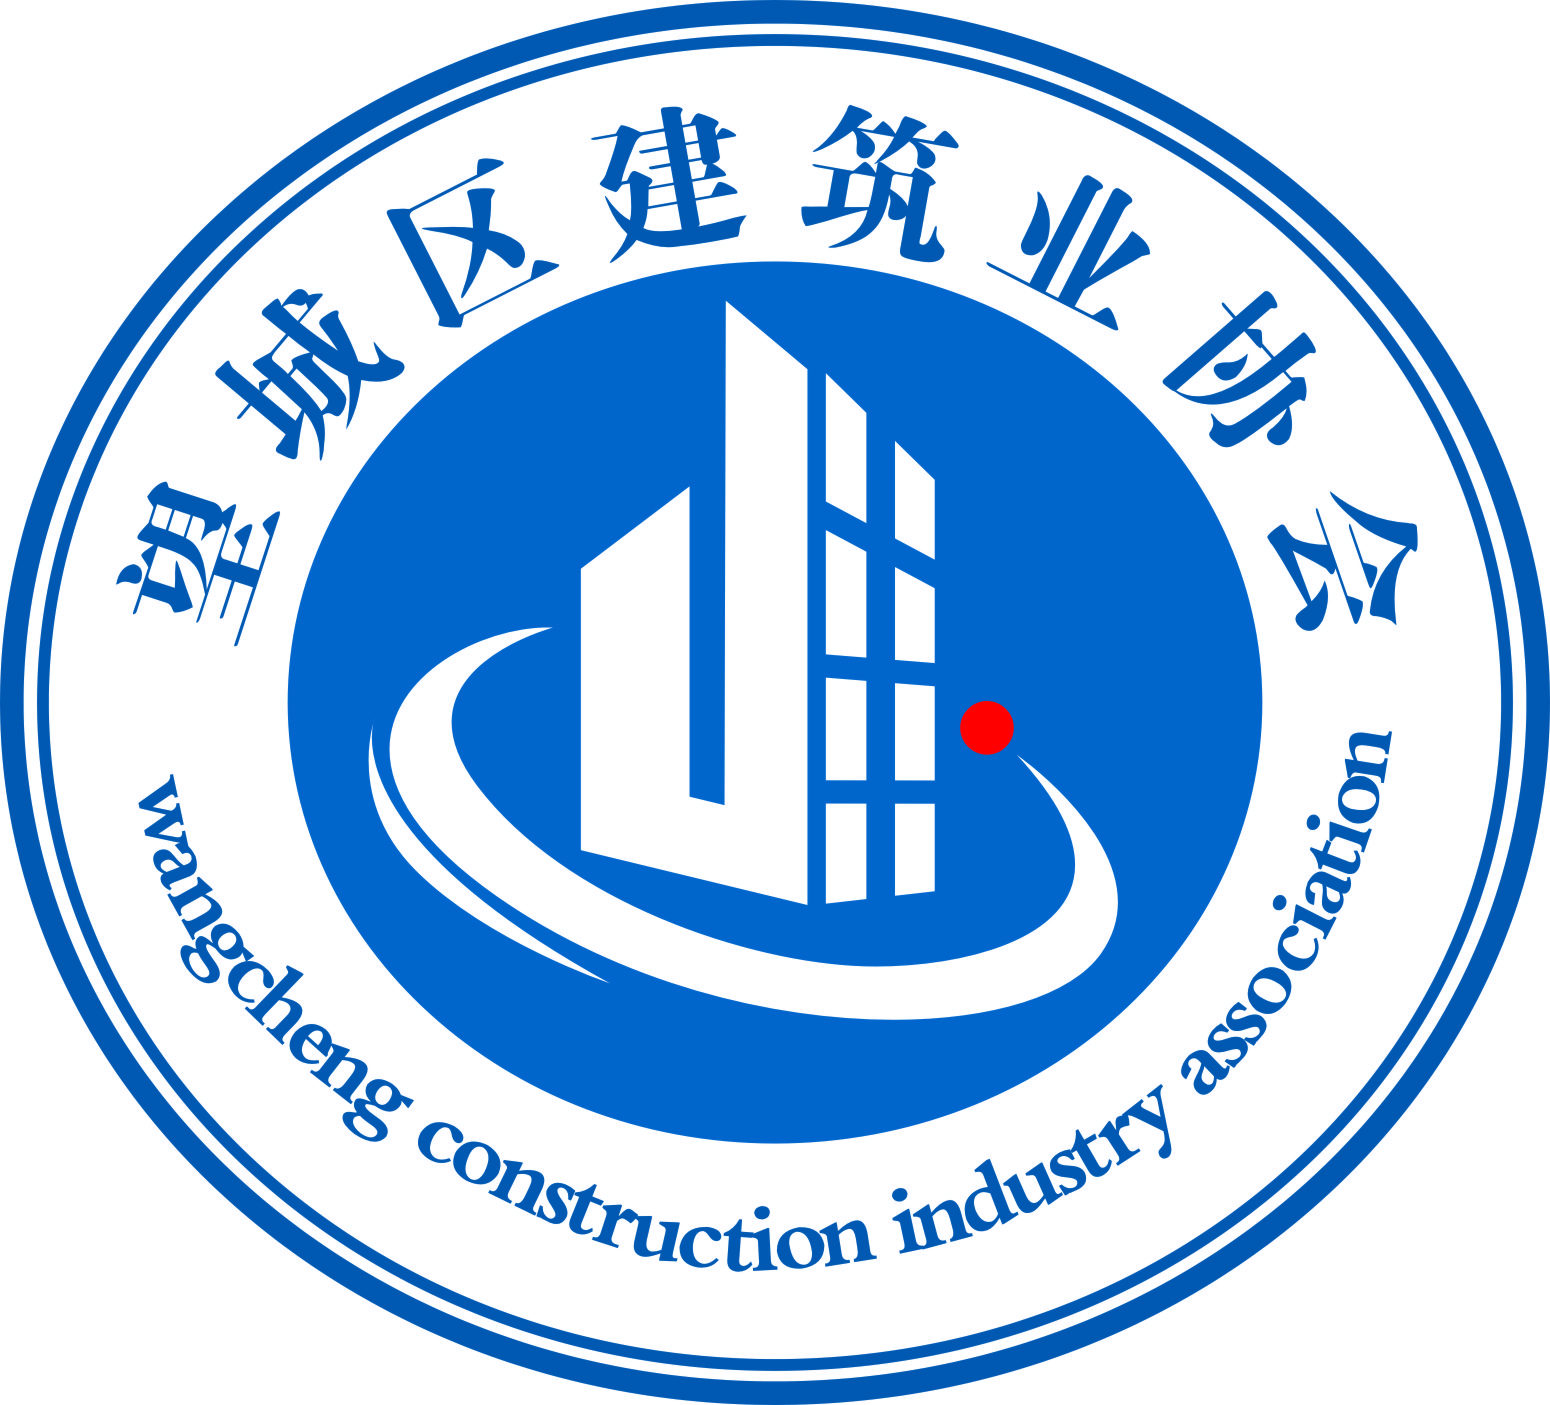 望城区建筑业协会
wangcheng construction industry association